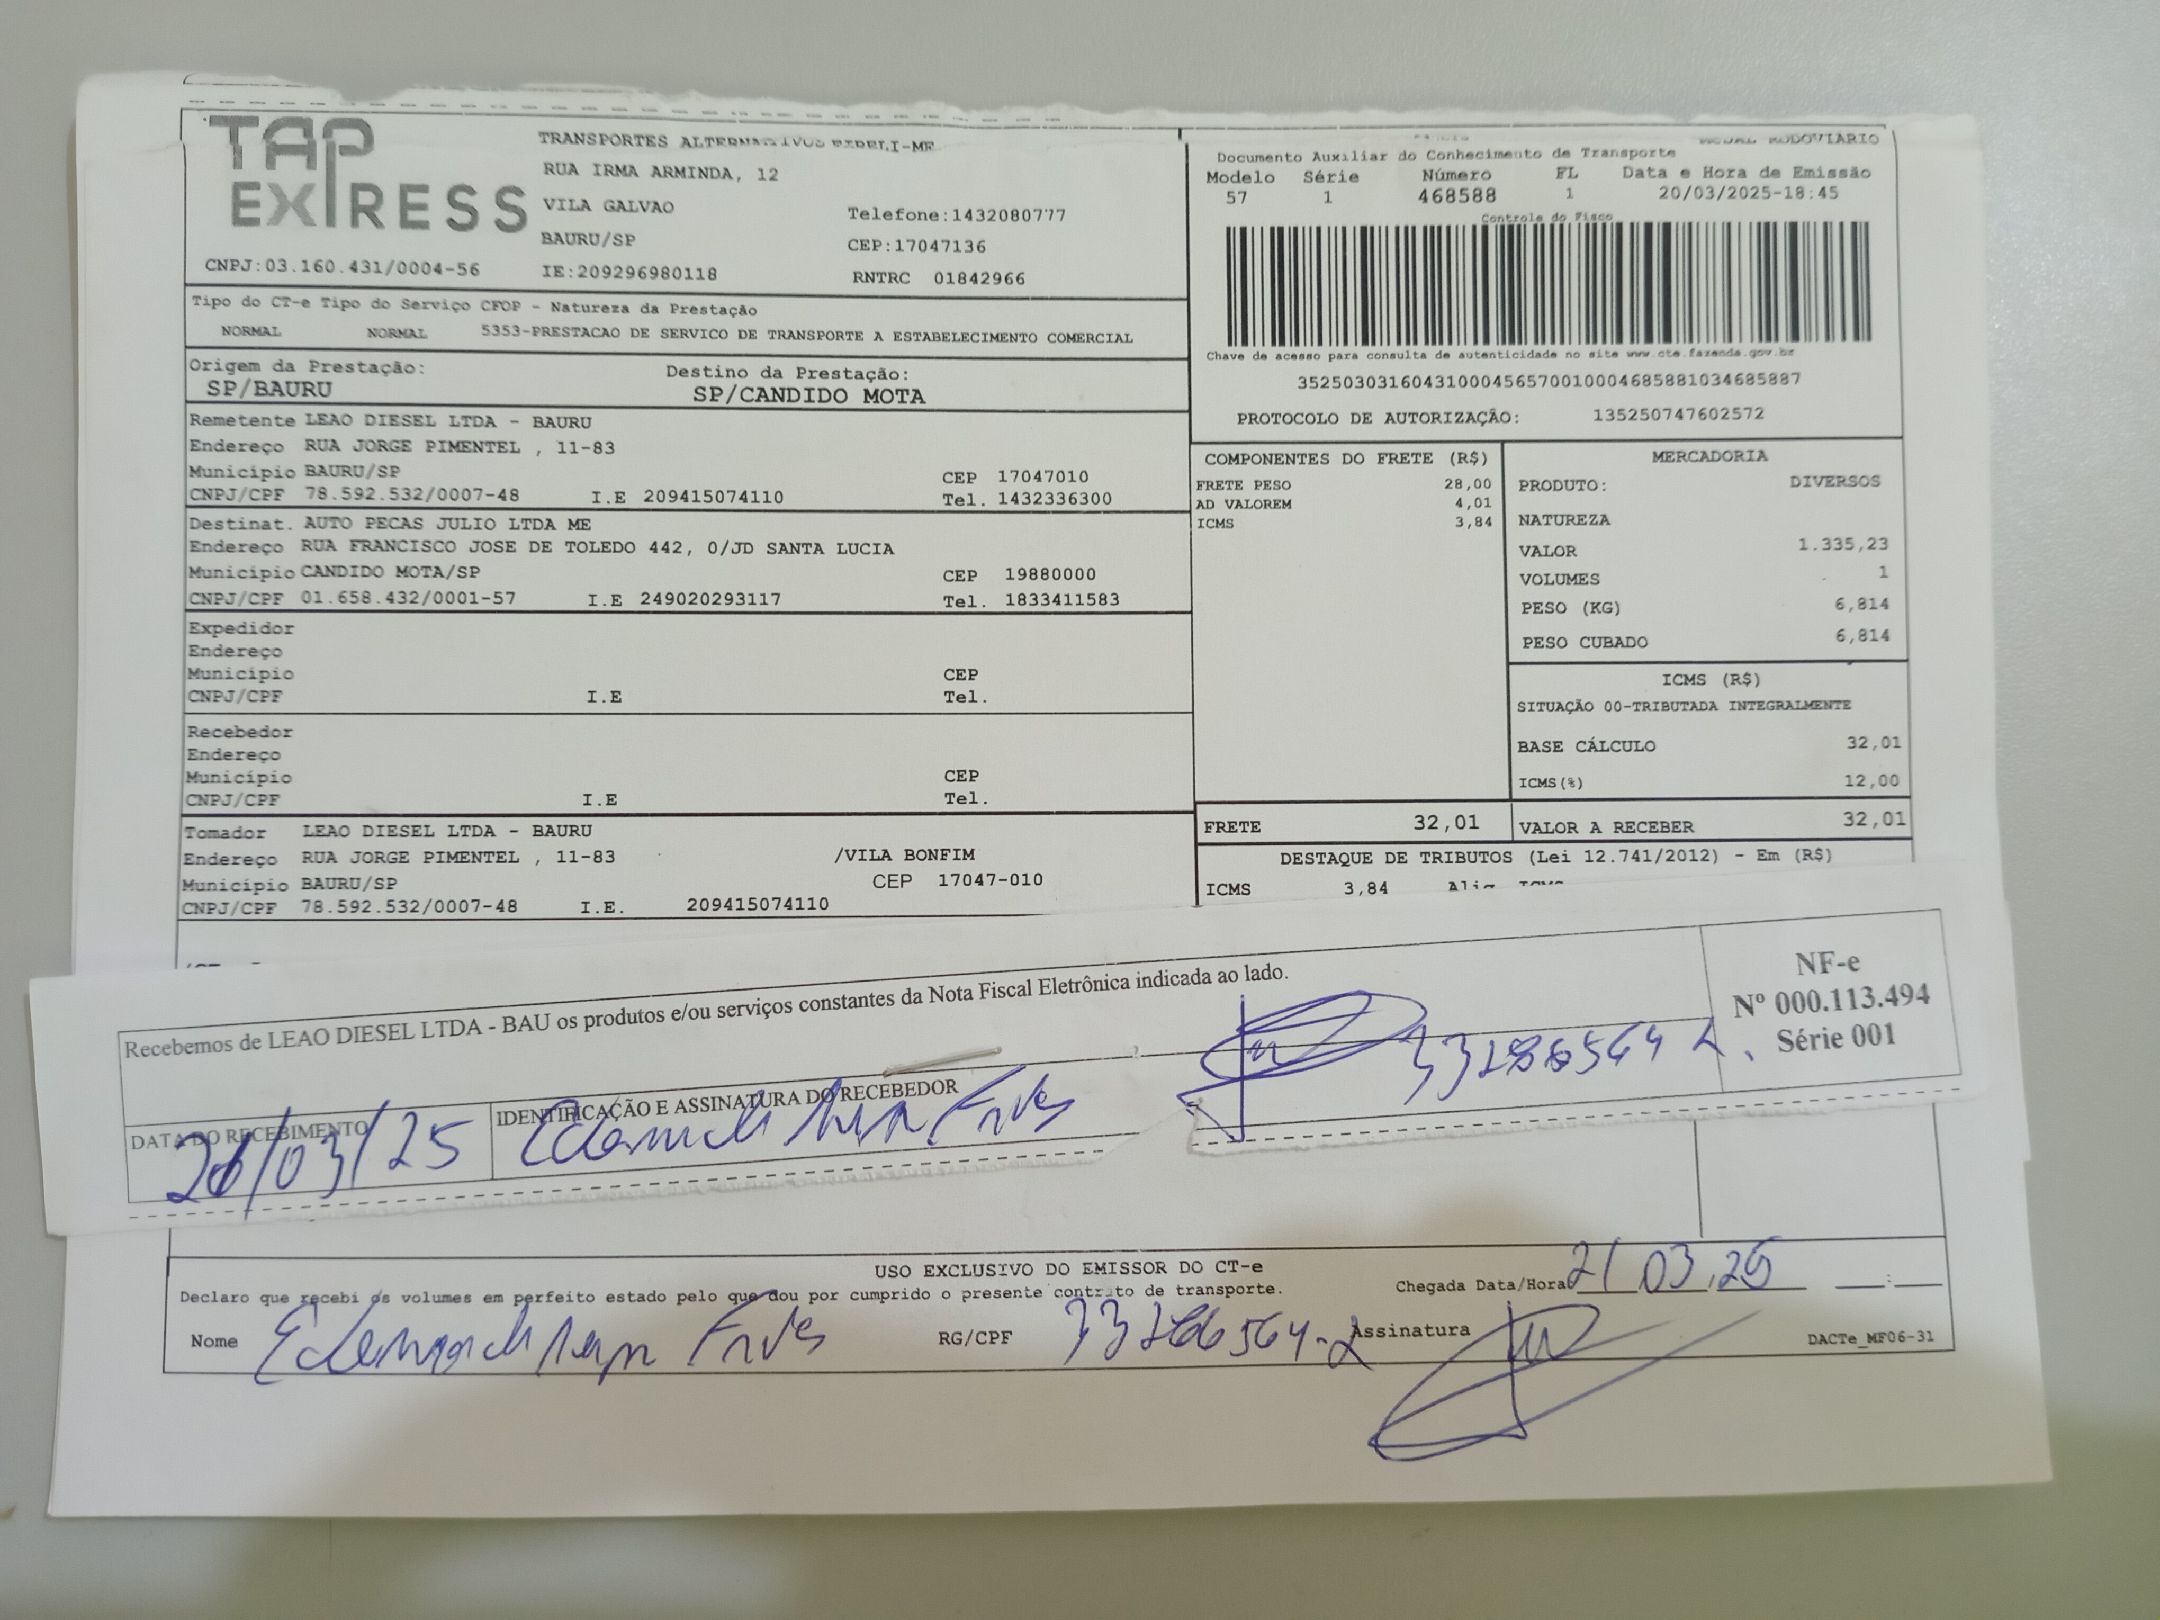 TAP EXPRESS
TRANSPORTES
RUA IRMA ARMINDA, 12
VILA GALVAO
Telefone:1432080777
BAURU/SP
CEP:17047136
CNPJ:03.160.431/0004-56 IE:209296980118 RNTRC 01842966
Tipo do CT-e Tipo do Serviço CFOP - Natureza da Prestação
NORMAL NORMAL 5353-PRESTACAO DE SERVICO DE TRANSPORTE A ESTABELECIMENTO COMERCIAL
Origem da Prestação: Destino da Prestação:
SP/BAURU SP/CANDIDO MOTA
Remetente LEAO DIESEL LTDA - BAURU
Endereço RUA JORGE PIMENTEL , 11-83
Município BAURU/SP CEP 17047010
CNPJ/CPF 78.592.532/0007-48 I.E 209415074110 Tel. 1432336300
Destinat. AUTO PECAS JULIO LTDA ME
Endereço RUA FRANCISCO JOSE DE TOLEDO 442, 0/JD SANTA LUCIA
Município CANDIDO MOTA/SP CEP 19880000
CNPJ/CPF 01.658.432/0001-57 I.E 249020293117 Tel. 1833411583
Expedidor
Endereço
Município CEP
CNPJ/CPF I.E Tel.
Recebedor
Endereço
Município CEP
CNPJ/CPF I.E Tel.
Tomador LEAO DIESEL LTDA - BAURU
Endereço RUA JORGE PIMENTEL , 11-83 /VILA BONFIM
Município BAURU/SP CEP 17047-010
CNPJ/CPF 78.592.532/0007-48 I.E. 209415074110
RODOVIARIO
Documento Auxiliar do Conhecimento de Transporte
Modelo Série Número FL Data e Hora de Emissão
57 1 468588 1 20/03/2025-18:45
Controle do Fisco
Chave de acesso para consulta de autenticidade no site www.cte.fazenda.gov.br
35250303160431000456570010004685881034685887
PROTOCOLO DE AUTORIZAÇÃO: 135250747602572
COMPONENTES DO FRETE (R$)
FRETE PESO 28,00
AD VALOREM 4,01
ICMS 3,84
MERCADORIA
PRODUTO: DIVERSOS
NATUREZA
VALOR 1.335,23
VOLUMES 1
PESO (KG) 6,814
PESO CUBADO 6,814
ICMS (R$)
SITUAÇÃO 00-TRIBUTADA INTEGRALMENTE
BASE CÁLCULO 32,01
ICMS(%) 12,00
FRETE 32,01 VALOR A RECEBER 32,01
DESTAQUE DE TRIBUTOS (Lei 12.741/2012) - Em (R$)
ICMS 3,84
Recebemos de LEAO DIESEL LTDA - BAU os produtos e/ou serviços constantes da Nota Fiscal Eletrônica indicada ao lado.
NF-e
Nº 000.113.494
Série 001
DATA DO RECEBIMENTO IDENTIFICAÇÃO E ASSINATURA DO RECEBEDOR
/03/25
USO EXCLUSIVO DO EMISSOR DO CT-e
Declaro que recebi os volumes em perfeito estado pelo que dou por cumprido o presente contrato de transporte.
Chegada Data/Hora 21 03.25
Nome RG/CPF Assinatura
DACTe_MF06-31